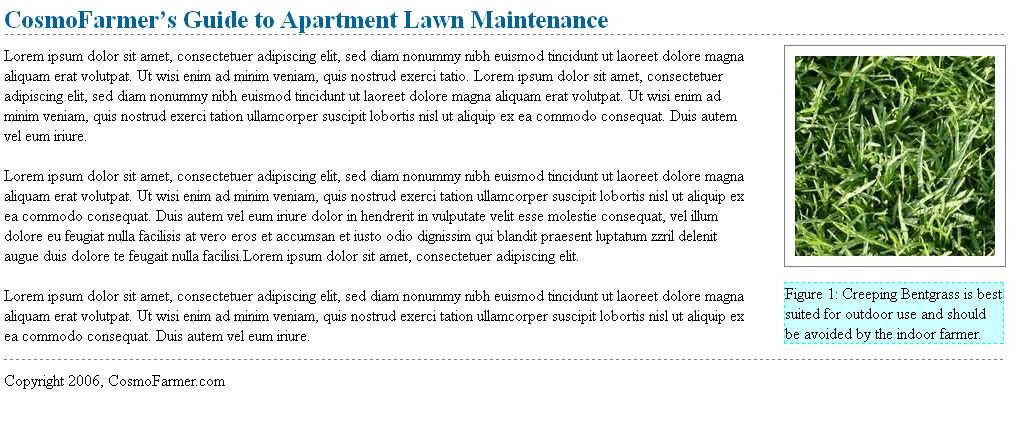 CosmoFarmer’s Guide to Apartment Lawn Maintenance
Lorem ipsum dolor sit amet, consectetuer adipiscing elit, sed diam nonummy nibh euismod tincidunt ut laoreet dolore magna
aliquam erat volutpat. Ut wisi enim ad minim veniam, quis nostrud exerci tatio. Lorem ipsum dolor sit amet, consectetuer
adipiscing elit, sed diam nonummy nibh euismod tincidunt ut laoreet dolore magna aliquam erat volutpat. Ut wisi enim ad
minim veniam, quis nostrud exerci tation ullamcorper suscipit lobortis nisl ut aliquip ex ea commodo consequat. Duis autem
vel eum iriure.
Lorem ipsum dolor sit amet, consectetuer adipiscing elit, sed diam nonummy nibh euismod tincidunt ut laoreet dolore magna
aliquam erat volutpat. Ut wisi enim ad minim veniam, quis nostrud exerci tation ullamcorper suscipit lobortis nisl ut aliquip ex
ea commodo consequat. Duis autem vel eum iriure dolor in hendrerit in vulputate velit esse molestie consequat, vel illum
dolore eu feugiat nulla facilisis at vero eros et accumsan et iusto odio dignissim qui blandit praesent luptatum zzril delenit
augue duis dolore te feugait nulla facilisi.Lorem ipsum dolor sit amet, consectetuer adipiscing elit.
Lorem ipsum dolor sit amet, consectetuer adipiscing elit, sed diam nonummy nibh euismod tincidunt ut laoreet dolore magna
aliquam erat volutpat. Ut wisi enim ad minim veniam, quis nostrud exerci tation ullamcorper suscipit lobortis nisl ut aliquip ex
ea commodo consequat. Duis autem vel eum iriure.
Figure 1: Creeping Bentgrass is best
suited for outdoor use and should
be avoided by the indoor farmer.
Copyright 2006, CosmoFarmer.com